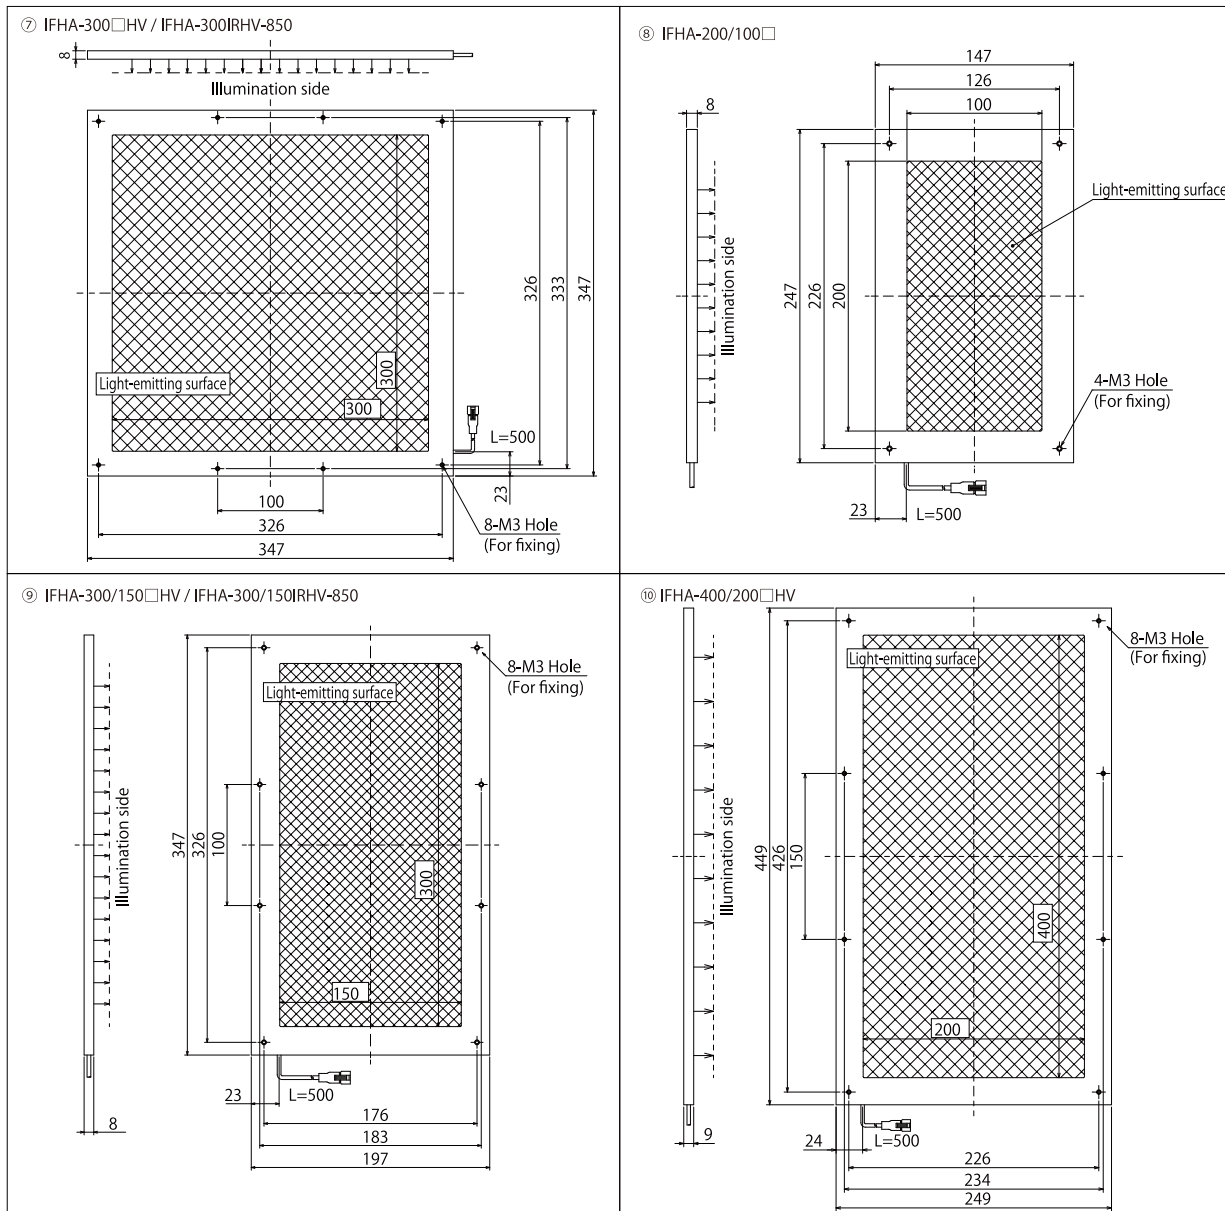 ⑦ IFHA-300□HV / IFHA-300IRHV-850
8
Illumination side
Light-emitting surface
300
300
326
333
347
L=500
23
100
326
347
8-M3 Hole
(For fixing)
⑧ IFHA-200/100□
147
126
100
8
Illumination side
247
226
200
Light-emitting surface
4-M3 Hole
(For fixing)
23
L=500
⑨ IFHA-300/150□HV / IFHA-300/150IRHV-850
8-M3 Hole
(For fixing)
Light-emitting surface
Illumination side
347
326
100
300
150
23
L=500
8
176
183
197
⑩ IFHA-400/200□HV
8-M3 Hole
(For fixing)
Light-emitting surface
Illumination side
449
426
150
400
200
9
24
L=500
226
234
249